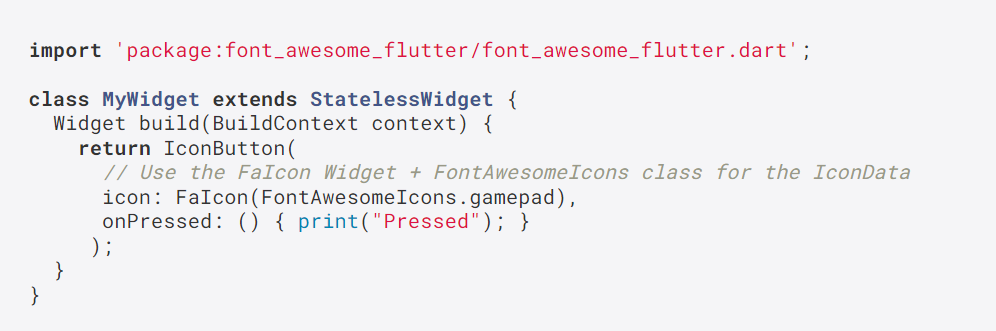 import 'package:font_awesome_flutter/font_awesome_flutter.dart';
class MyWidget extends StatelessWidget {
  Widget build(BuildContext context) {
    return IconButton(
      // Use the FaIcon Widget + FontAwesomeIcons class for the IconData
      icon: FaIcon(FontAwesomeIcons.gamepad),
      onPressed: () { print("Pressed"); }
     );
  }
}